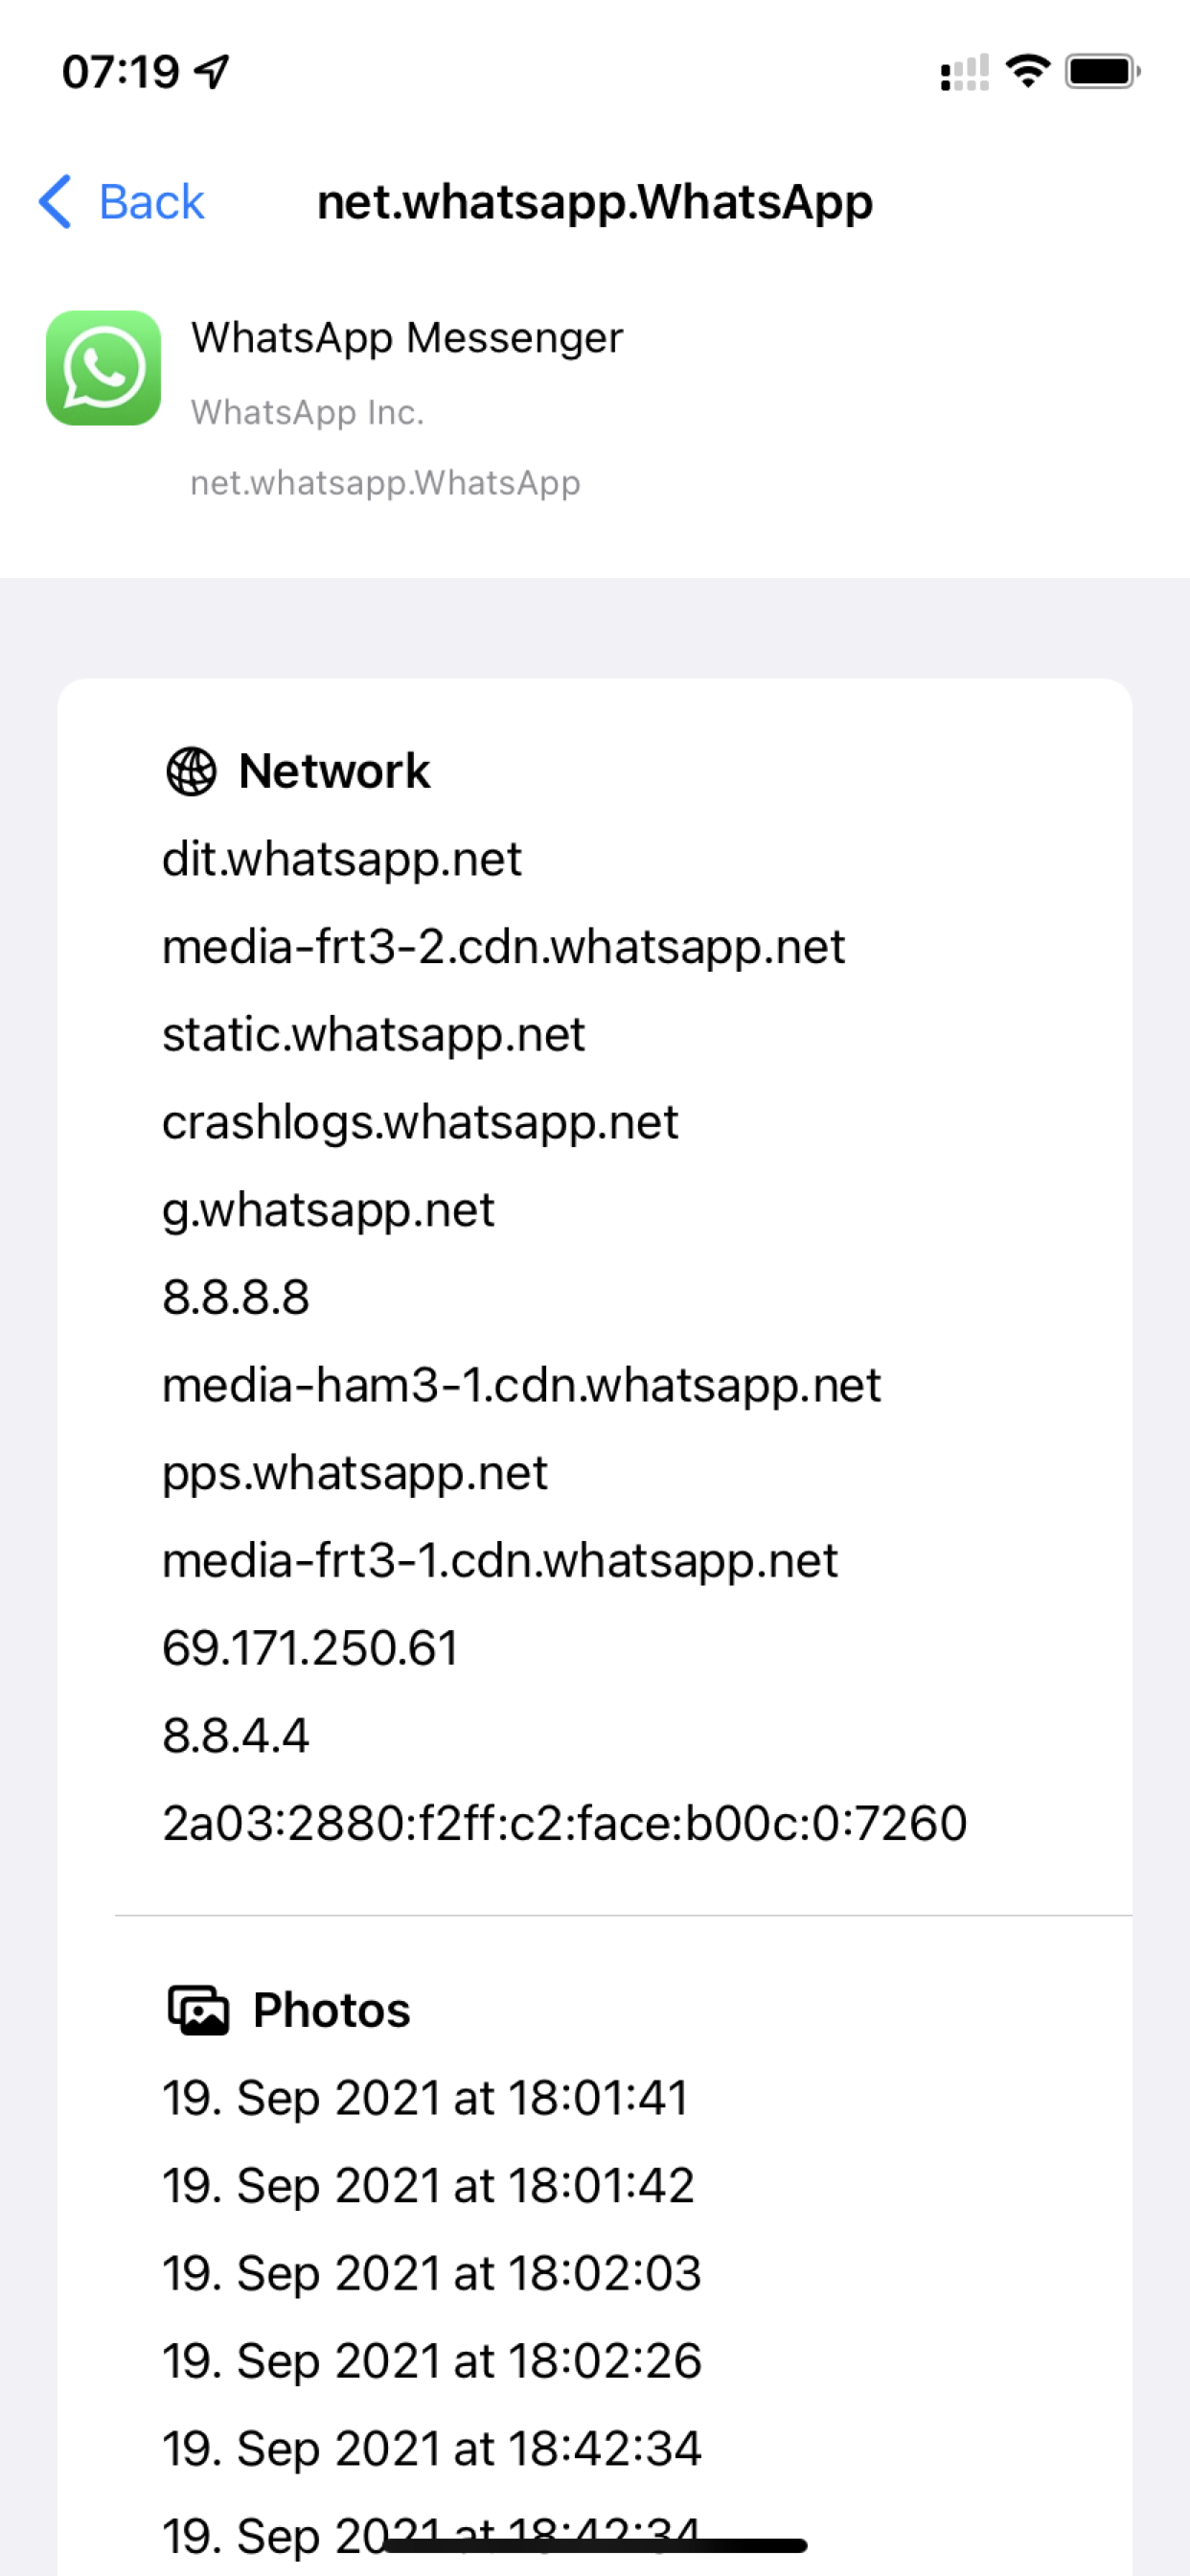 07:19
Back net.whatsapp.WhatsApp
WhatsApp Messenger
WhatsApp Inc.
net.whatsapp.WhatsApp
Network
dit.whatsapp.net
media-frt3-2.cdn.whatsapp.net
static.whatsapp.net
crashlogs.whatsapp.net
g.whatsapp.net
8.8.8.8
media-ham3-1.cdn.whatsapp.net
pps.whatsapp.net
media-frt3-1.cdn.whatsapp.net
69.171.250.61
8.8.4.4
2a03:2880:f2ff:c2:face:b00c:0:7260
Photos
19. Sep 2021 at 18:01:41
19. Sep 2021 at 18:01:42
19. Sep 2021 at 18:02:03
19. Sep 2021 at 18:02:26
19. Sep 2021 at 18:42:34
19. Sep 2021 at 18:42:34